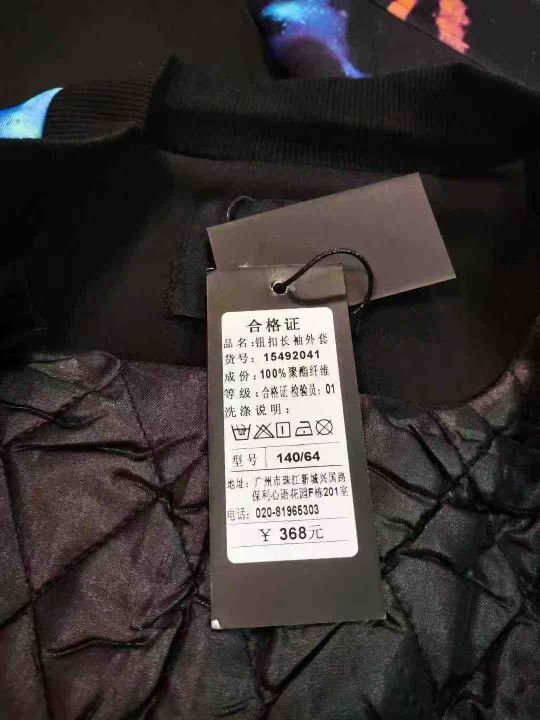 合格证
品名:钮扣长袖外套
货号: 15492041
成份:100%聚酯纤维
等级:合格证 检验员: 01
洗涤说明:
型号 140/64
地址: 广州市珠江新城兴国路
保利心语花园F栋201室
电话: 020-81965303
¥ 368元